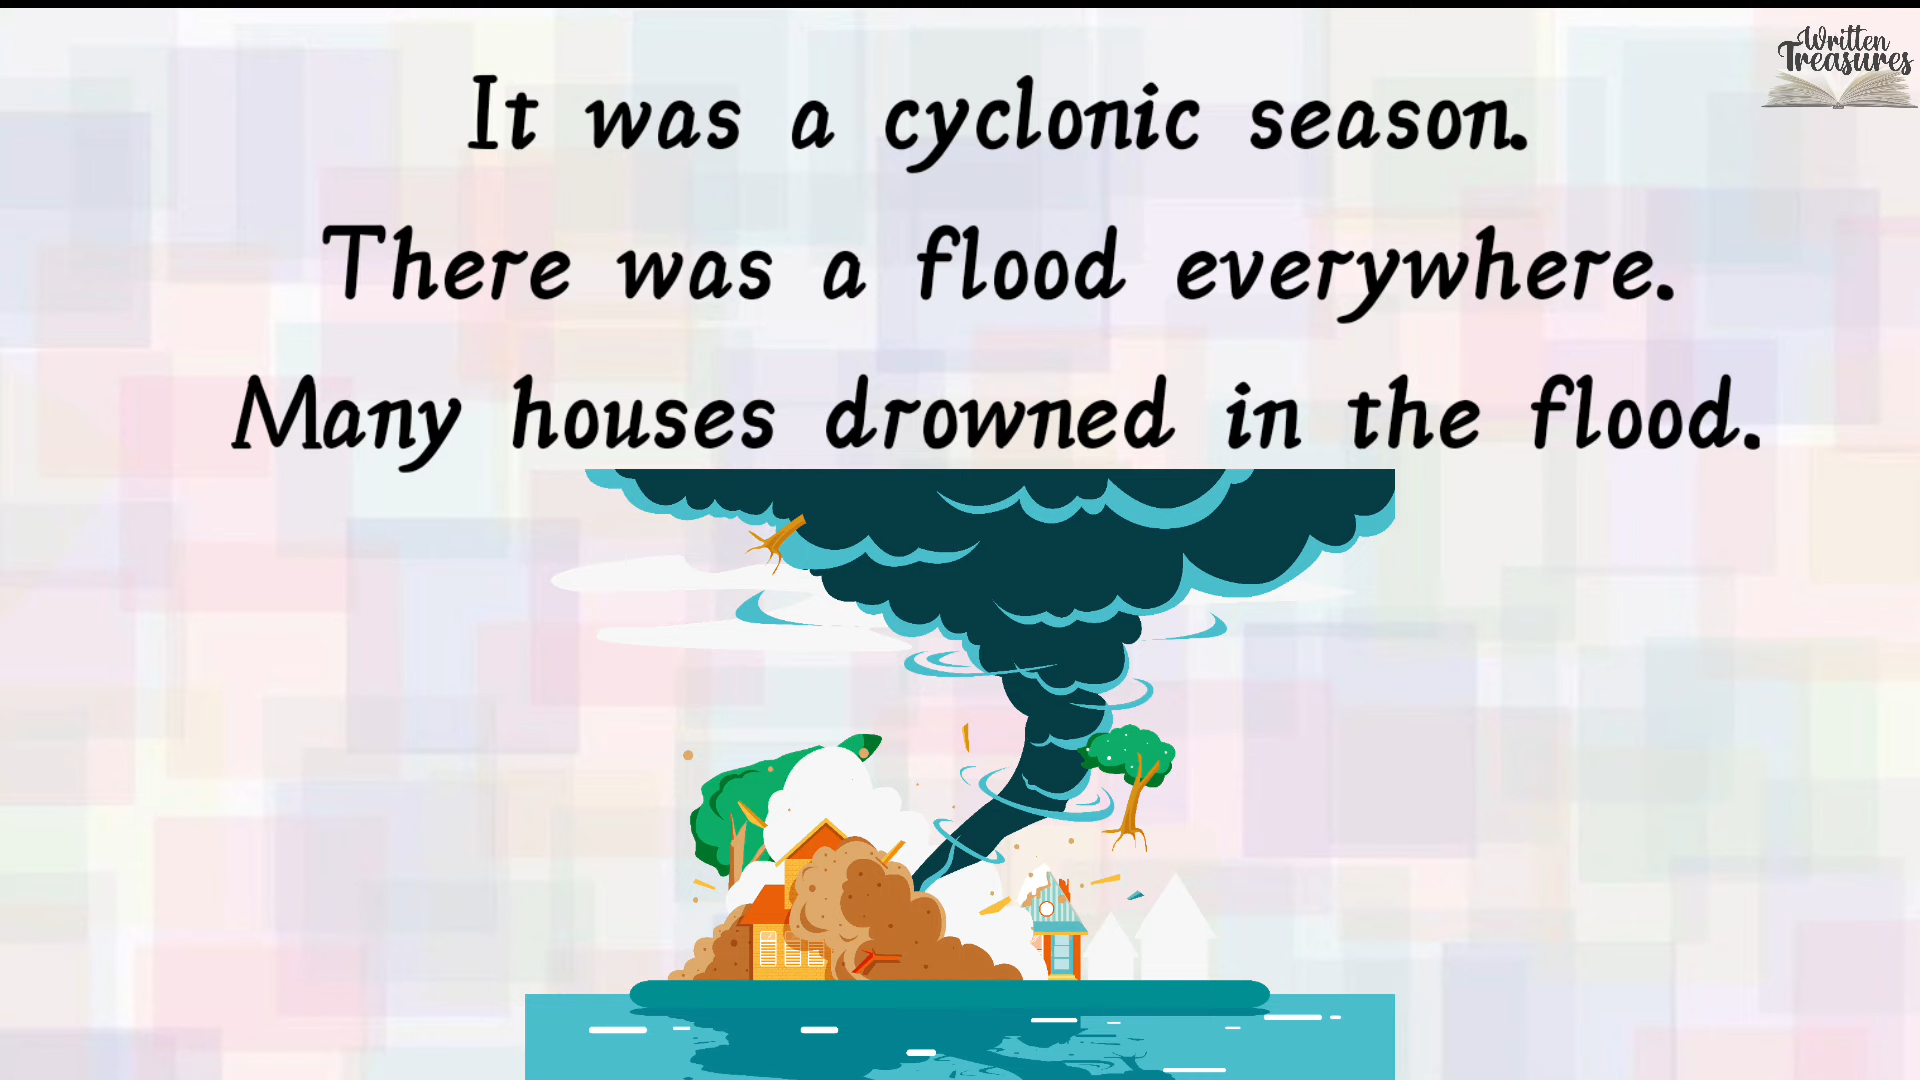 Written
Treasures
It was a cyclonic season.
There was a flood everywhere.
Many houses drowned in the flood.